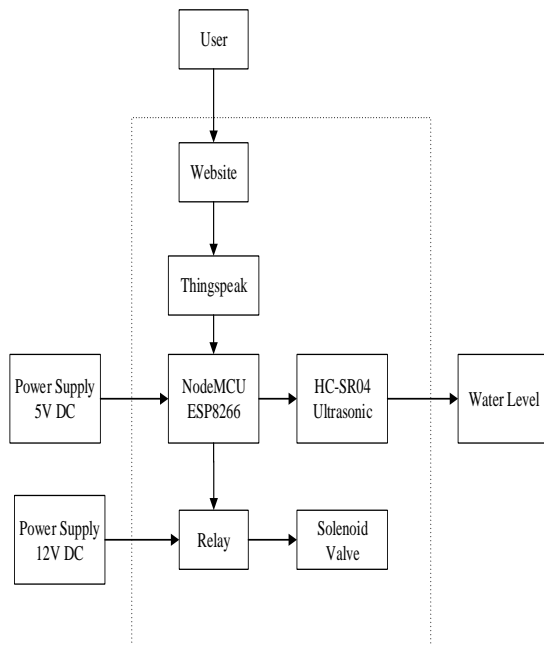 User
Website
Thingspeak
Power Supply
5V DC
NodeMCU
ESP8266
HC-SR04
Ultrasonic
Water Level
Power Supply
12V DC
Relay
Solenoid
Valve